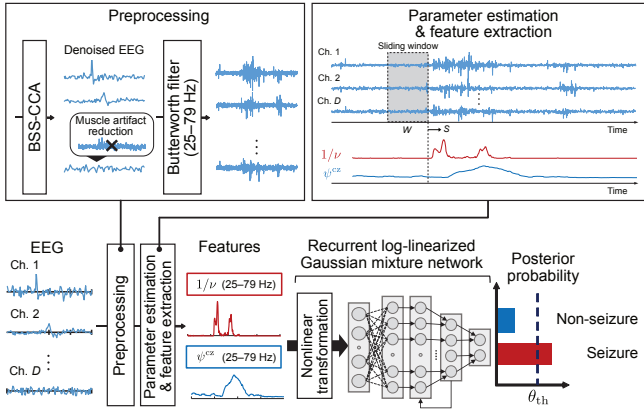 Preprocessing
Denoised EEG
BSS-CCA
Muscle artifact
reduction
Butterworth filter
(25–79 Hz)
Parameter estimation
& feature extraction
Sliding window
Ch. 1
Ch. 2
Ch. D
W
S
Time
1/ν
ψᶜᶻ
Time
EEG
Ch. 1
Ch. 2
Ch. D
Preprocessing
Parameter estimation
& feature extraction
Features
1/ν (25–79 Hz)
ψᶜᶻ (25–79 Hz)
Recurrent log-linearized
Gaussian mixture network
Nonlinear
transformation
Posterior
probability
Non-seizure
Seizure
θth